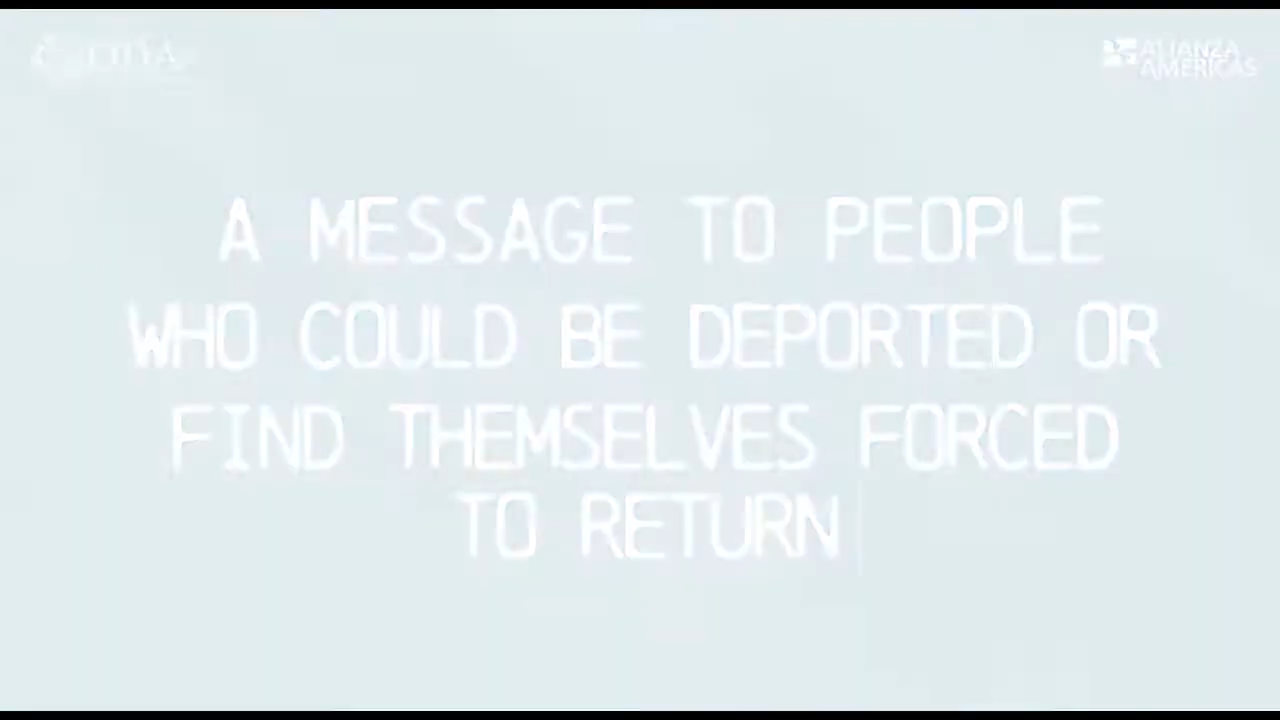 ALIANZA
AMERICAS
A MESSAGE TO PEOPLE
WHO COULD BE DEPORTED OR
FIND THEMSELVES FORCED
TO RETURN